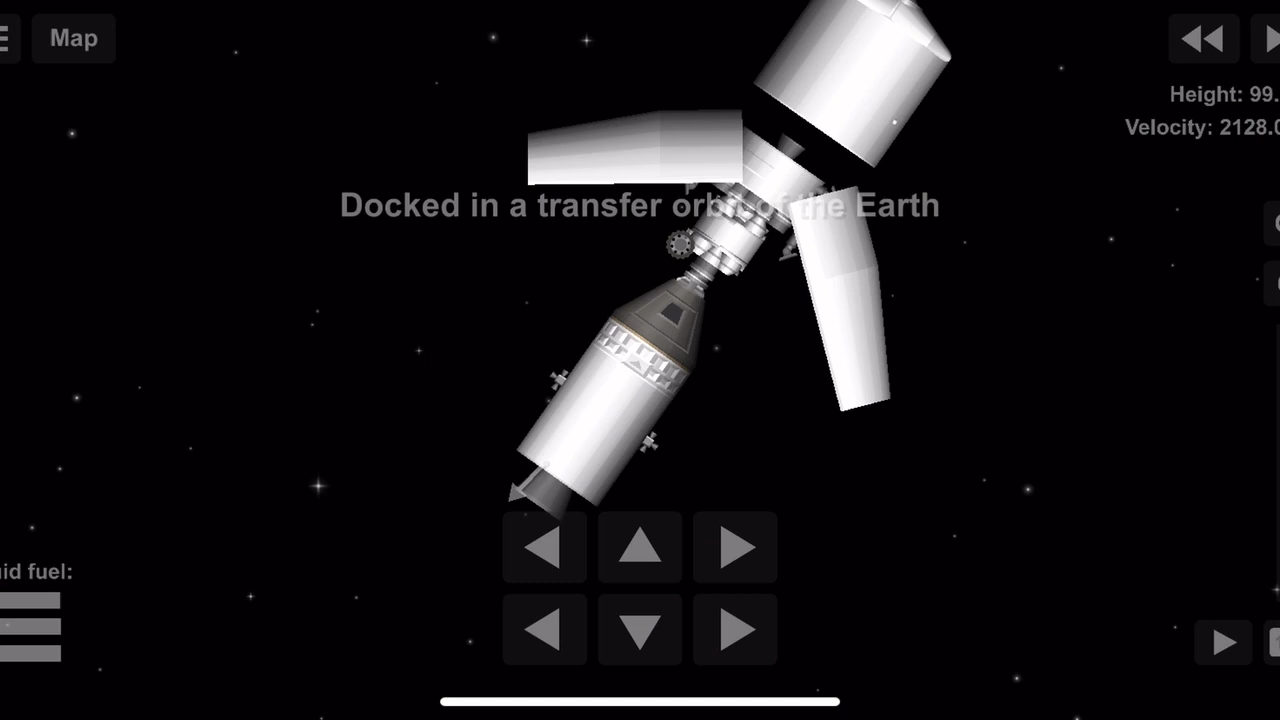 Map
Height: 99.
Velocity: 2128.0
Docked in a transfer orbit of the Earth
uid fuel: